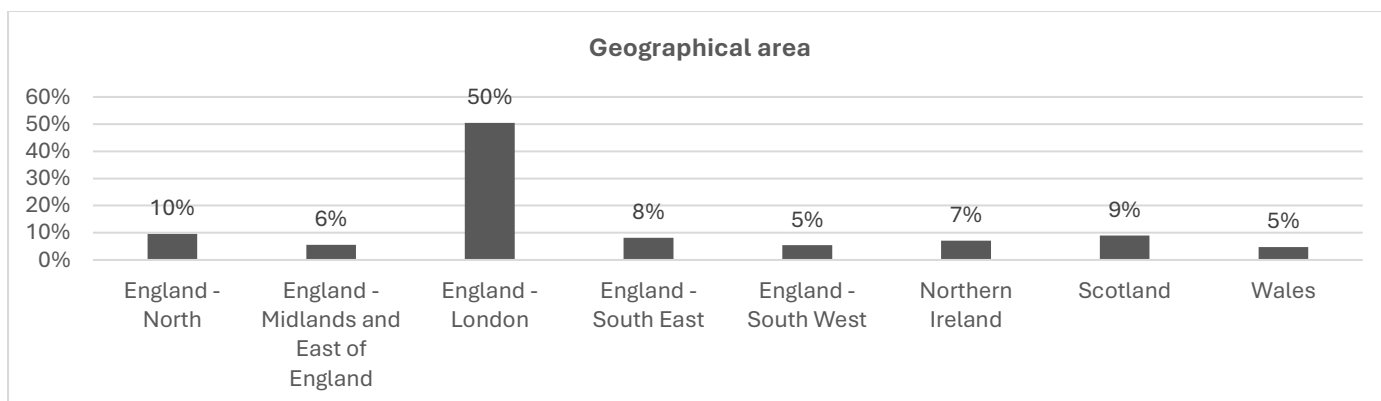 Geographical area
60%
50%
40%
30%
20%
10%
0%
10%
6%
50%
8%
5%
7%
9%
5%
England -
North
England -
Midlands and
East of
England
England -
London
England -
South East
England -
South West
Northern
Ireland
Scotland
Wales